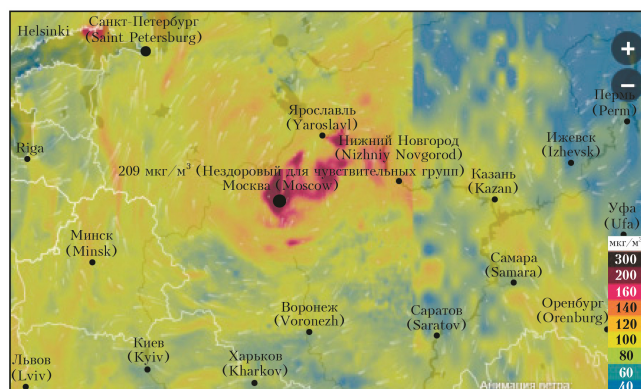 Санкт-Петербург
Helsinki
(Saint Petersburg)
+
−
Пермь
(Perm)
Ярославль
(Yaroslavl)
Нижний Новгород
(Nizhniy Novgorod)
Ижевск
(Izhevsk)
Riga
209 мкг/м³ (Нездоровый для чувствительных групп)
Москва (Moscow)
Казань
(Kazan)
Уфа
(Ufa)
Минск
(Minsk)
мкг/м³
300
200
160
140
120
100
80
60
40
Самара
(Samara)
Оренбург
(Orenburg)
Воронеж
(Voronezh)
Саратов
(Saratov)
Киев
(Kyiv)
Харьков
(Kharkov)
Львов
(Lviv)
Анимация ветра